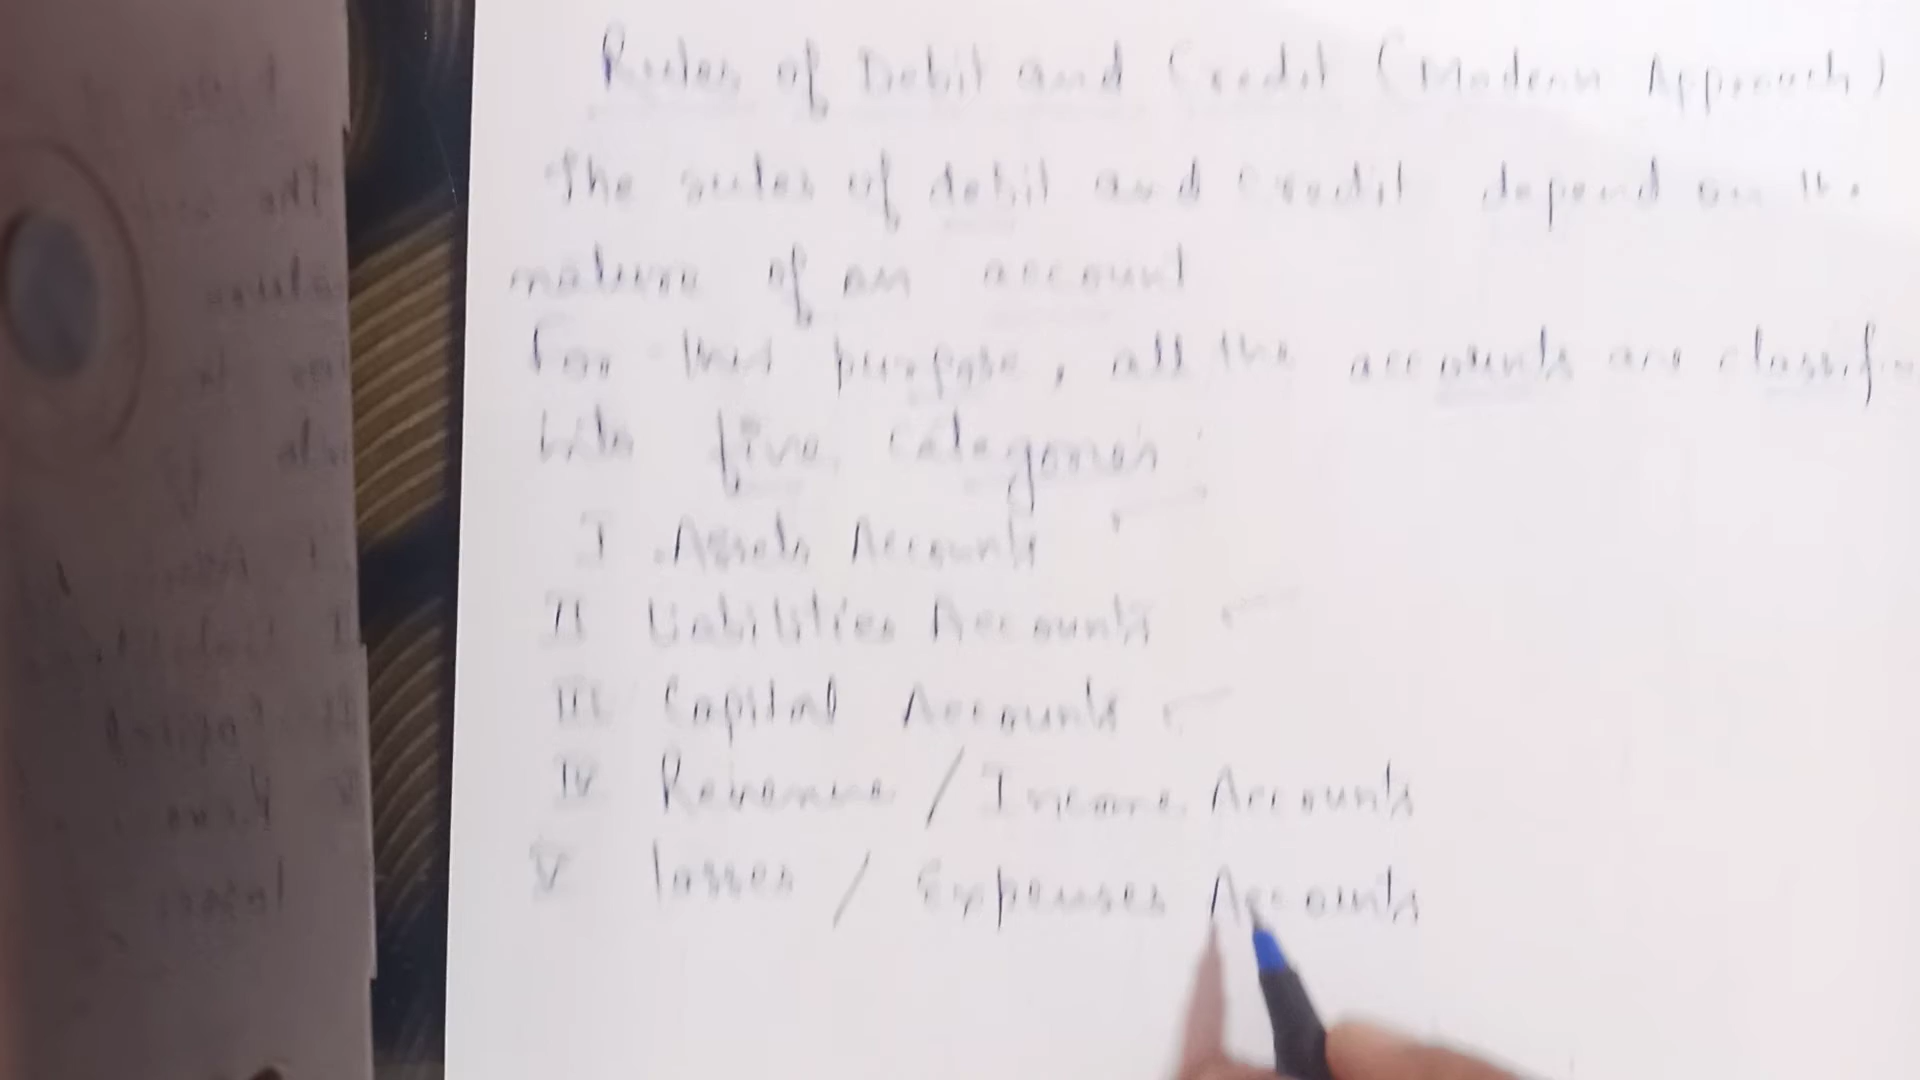 Rules of Debit and Credit (Modern Approach)
The rules of debit and credit depend on the
nature of an account
For this purpose, all the accounts are classifie
into five categories
I Assets Accounts
II Liabilities Accounts
III Capital Accounts
IV Revenue / Income Accounts
V losses / Expenses Accounts